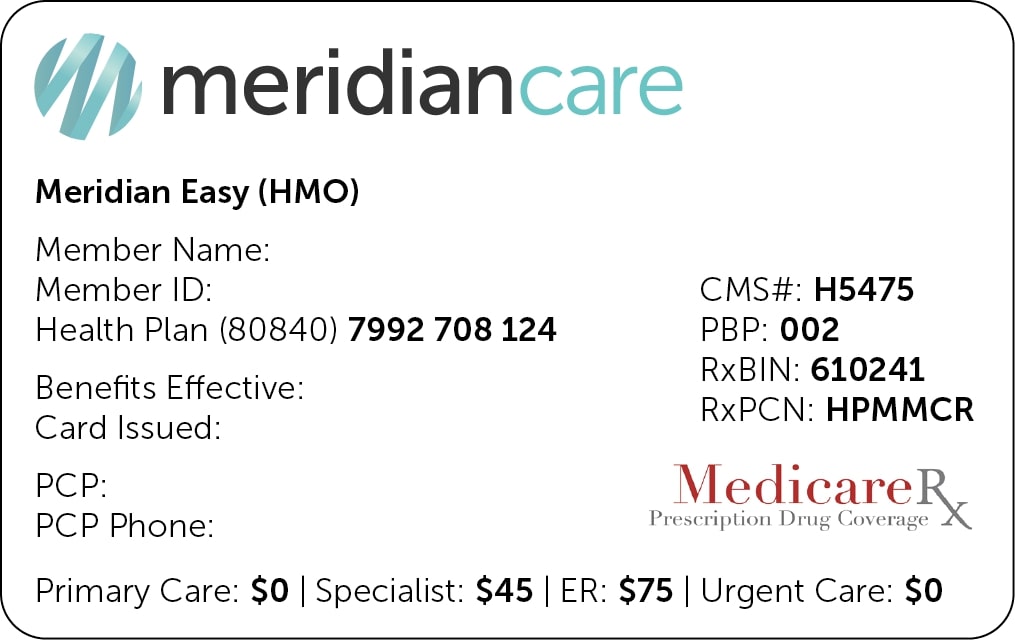 meridiancare
Meridian Easy (HMO)
Member Name:
Member ID:
Health Plan (80840) 7992 708 124
Benefits Effective:
Card Issued:
PCP:
PCP Phone:
CMS#: H5475
PBP: 002
RxBIN: 610241
RxPCN: HPMMCR
MedicareRx
Prescription Drug Coverage
Primary Care: $0 | Specialist: $45 | ER: $75 | Urgent Care: $0